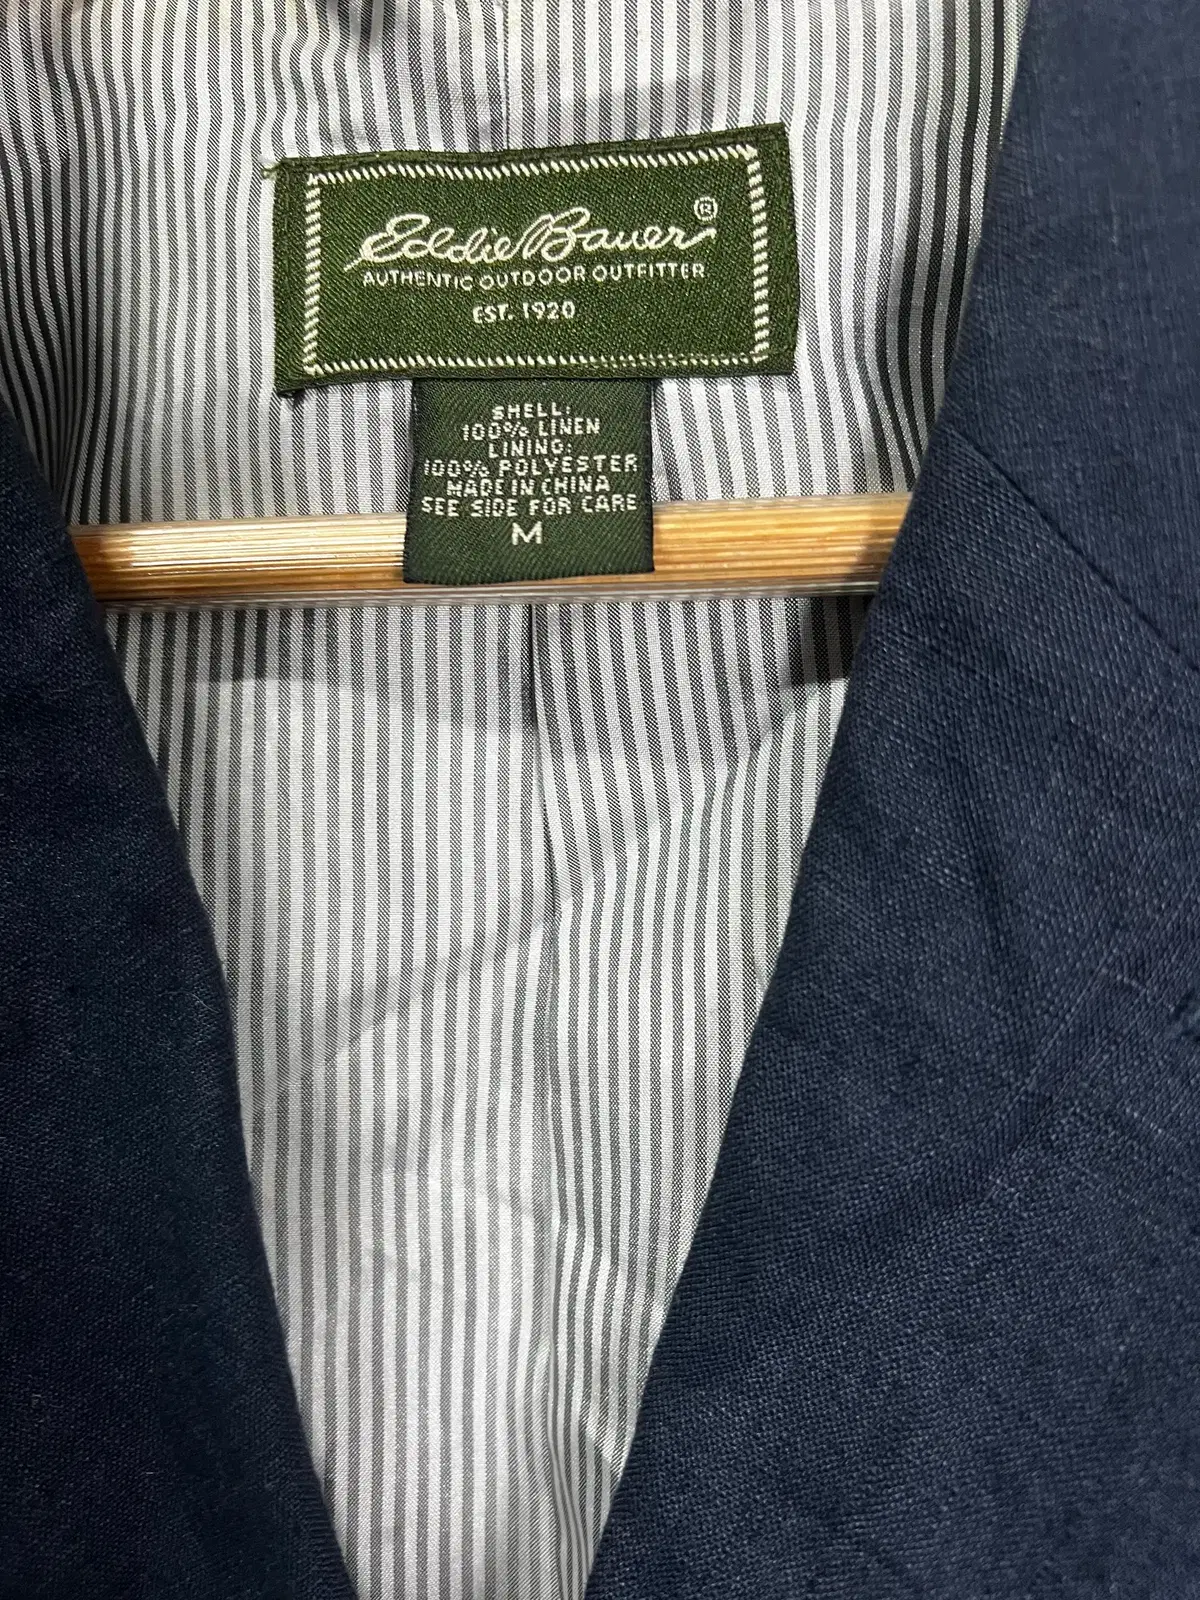 Eddie Bauer®
AUTHENTIC OUTDOOR OUTFITTER
EST. 1920
SHELL:
100% LINEN
LINING:
100% POLYESTER
MADE IN CHINA
SEE SIDE FOR CARE
M